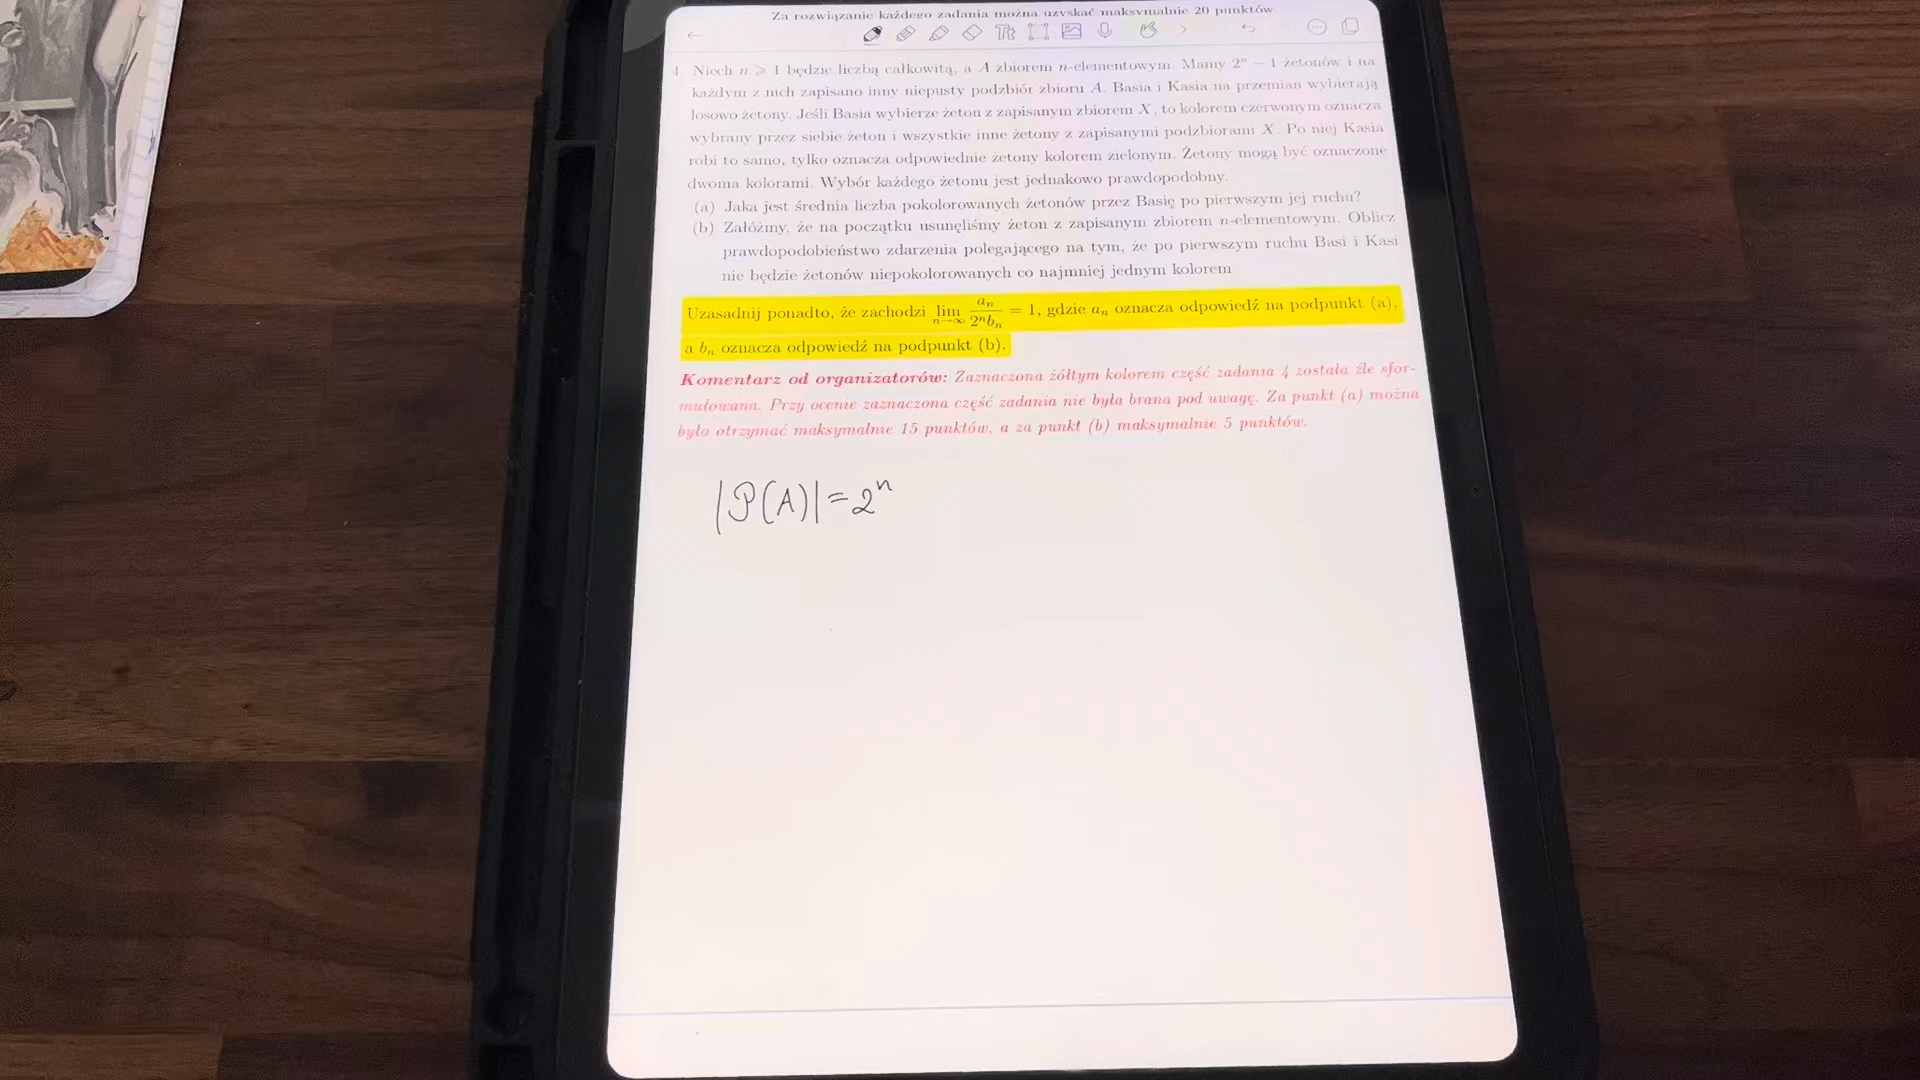 Za rozwiązanie każdego zadania można uzyskać maksymalnie 20 punktów
4. Niech n ⩾ 1 będzie liczbą całkowitą, a A zbiorem n-elementowym. Mamy 2ⁿ − 1 żetonów i na
każdym z nich zapisano inny niepusty podzbiór zbioru A. Basia i Kasia na przemian wybierają
losowo żetony. Jeśli Basia wybierze żeton z zapisanym zbiorem X, to kolorem czerwonym oznacza
wybrany przez siebie żeton i wszystkie inne żetony z zapisanymi podzbiorami X. Po niej Kasia
robi to samo, tylko oznacza odpowiednie żetony kolorem zielonym. Żetony mogą być oznaczone
dwoma kolorami. Wybór każdego żetonu jest jednakowo prawdopodobny.
(a) Jaka jest średnia liczba pokolorowanych żetonów przez Basię po pierwszym jej ruchu?
(b) Załóżmy, że na początku usunęliśmy żeton z zapisanym zbiorem n-elementowym. Oblicz
prawdopodobieństwo zdarzenia polegającego na tym, że po pierwszym ruchu Basi i Kasi
nie będzie żetonów niepokolorowanych co najmniej jednym kolorem
Uzasadnij ponadto, że zachodzi lim n→∞ aₙ/2ⁿbₙ = 1, gdzie aₙ oznacza odpowiedź na podpunkt (a),
a bₙ oznacza odpowiedź na podpunkt (b).
Komentarz od organizatorów: Zaznaczona żółtym kolorem część zadania 4 została źle sfor-
mułowana. Przy ocenie zaznaczona część zadania nie była brana pod uwagę. Za punkt (a) można
było otrzymać maksymalnie 15 punktów, a za punkt (b) maksymalnie 5 punktów.
|P(A)| = 2ⁿ